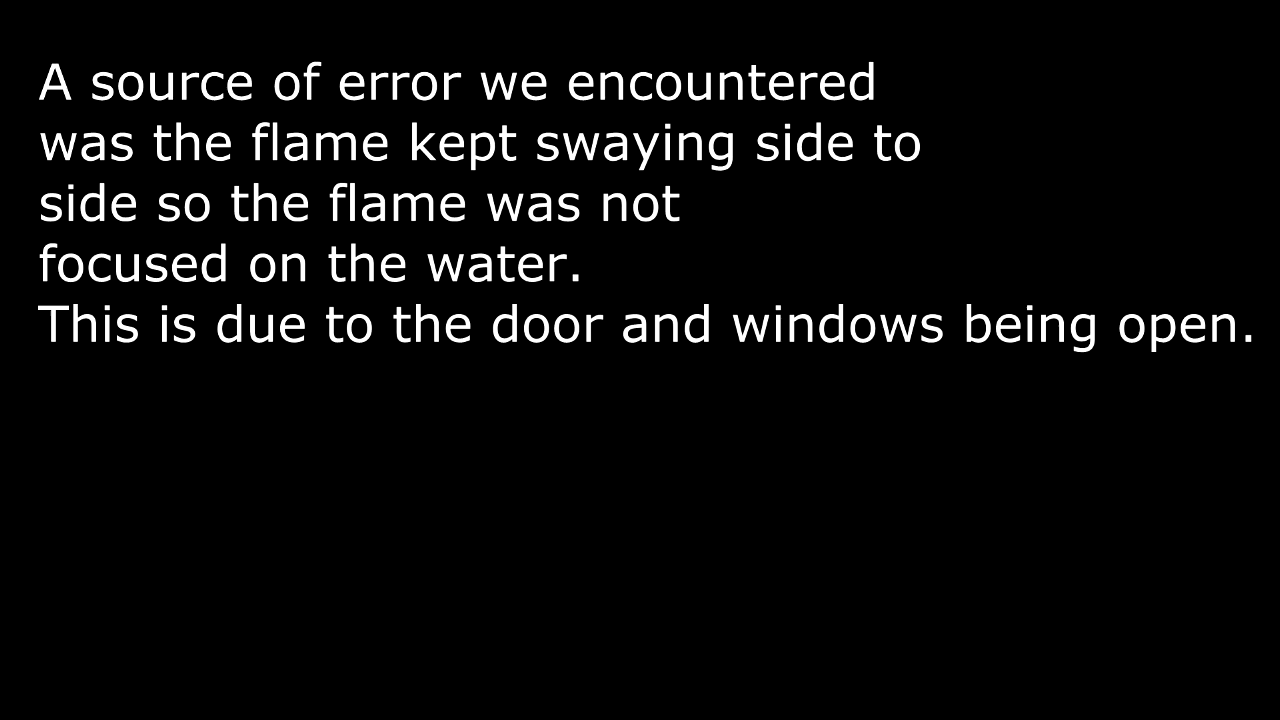 A source of error we encountered
was the flame kept swaying side to
side so the flame was not
focused on the water.
This is due to the door and windows being open.